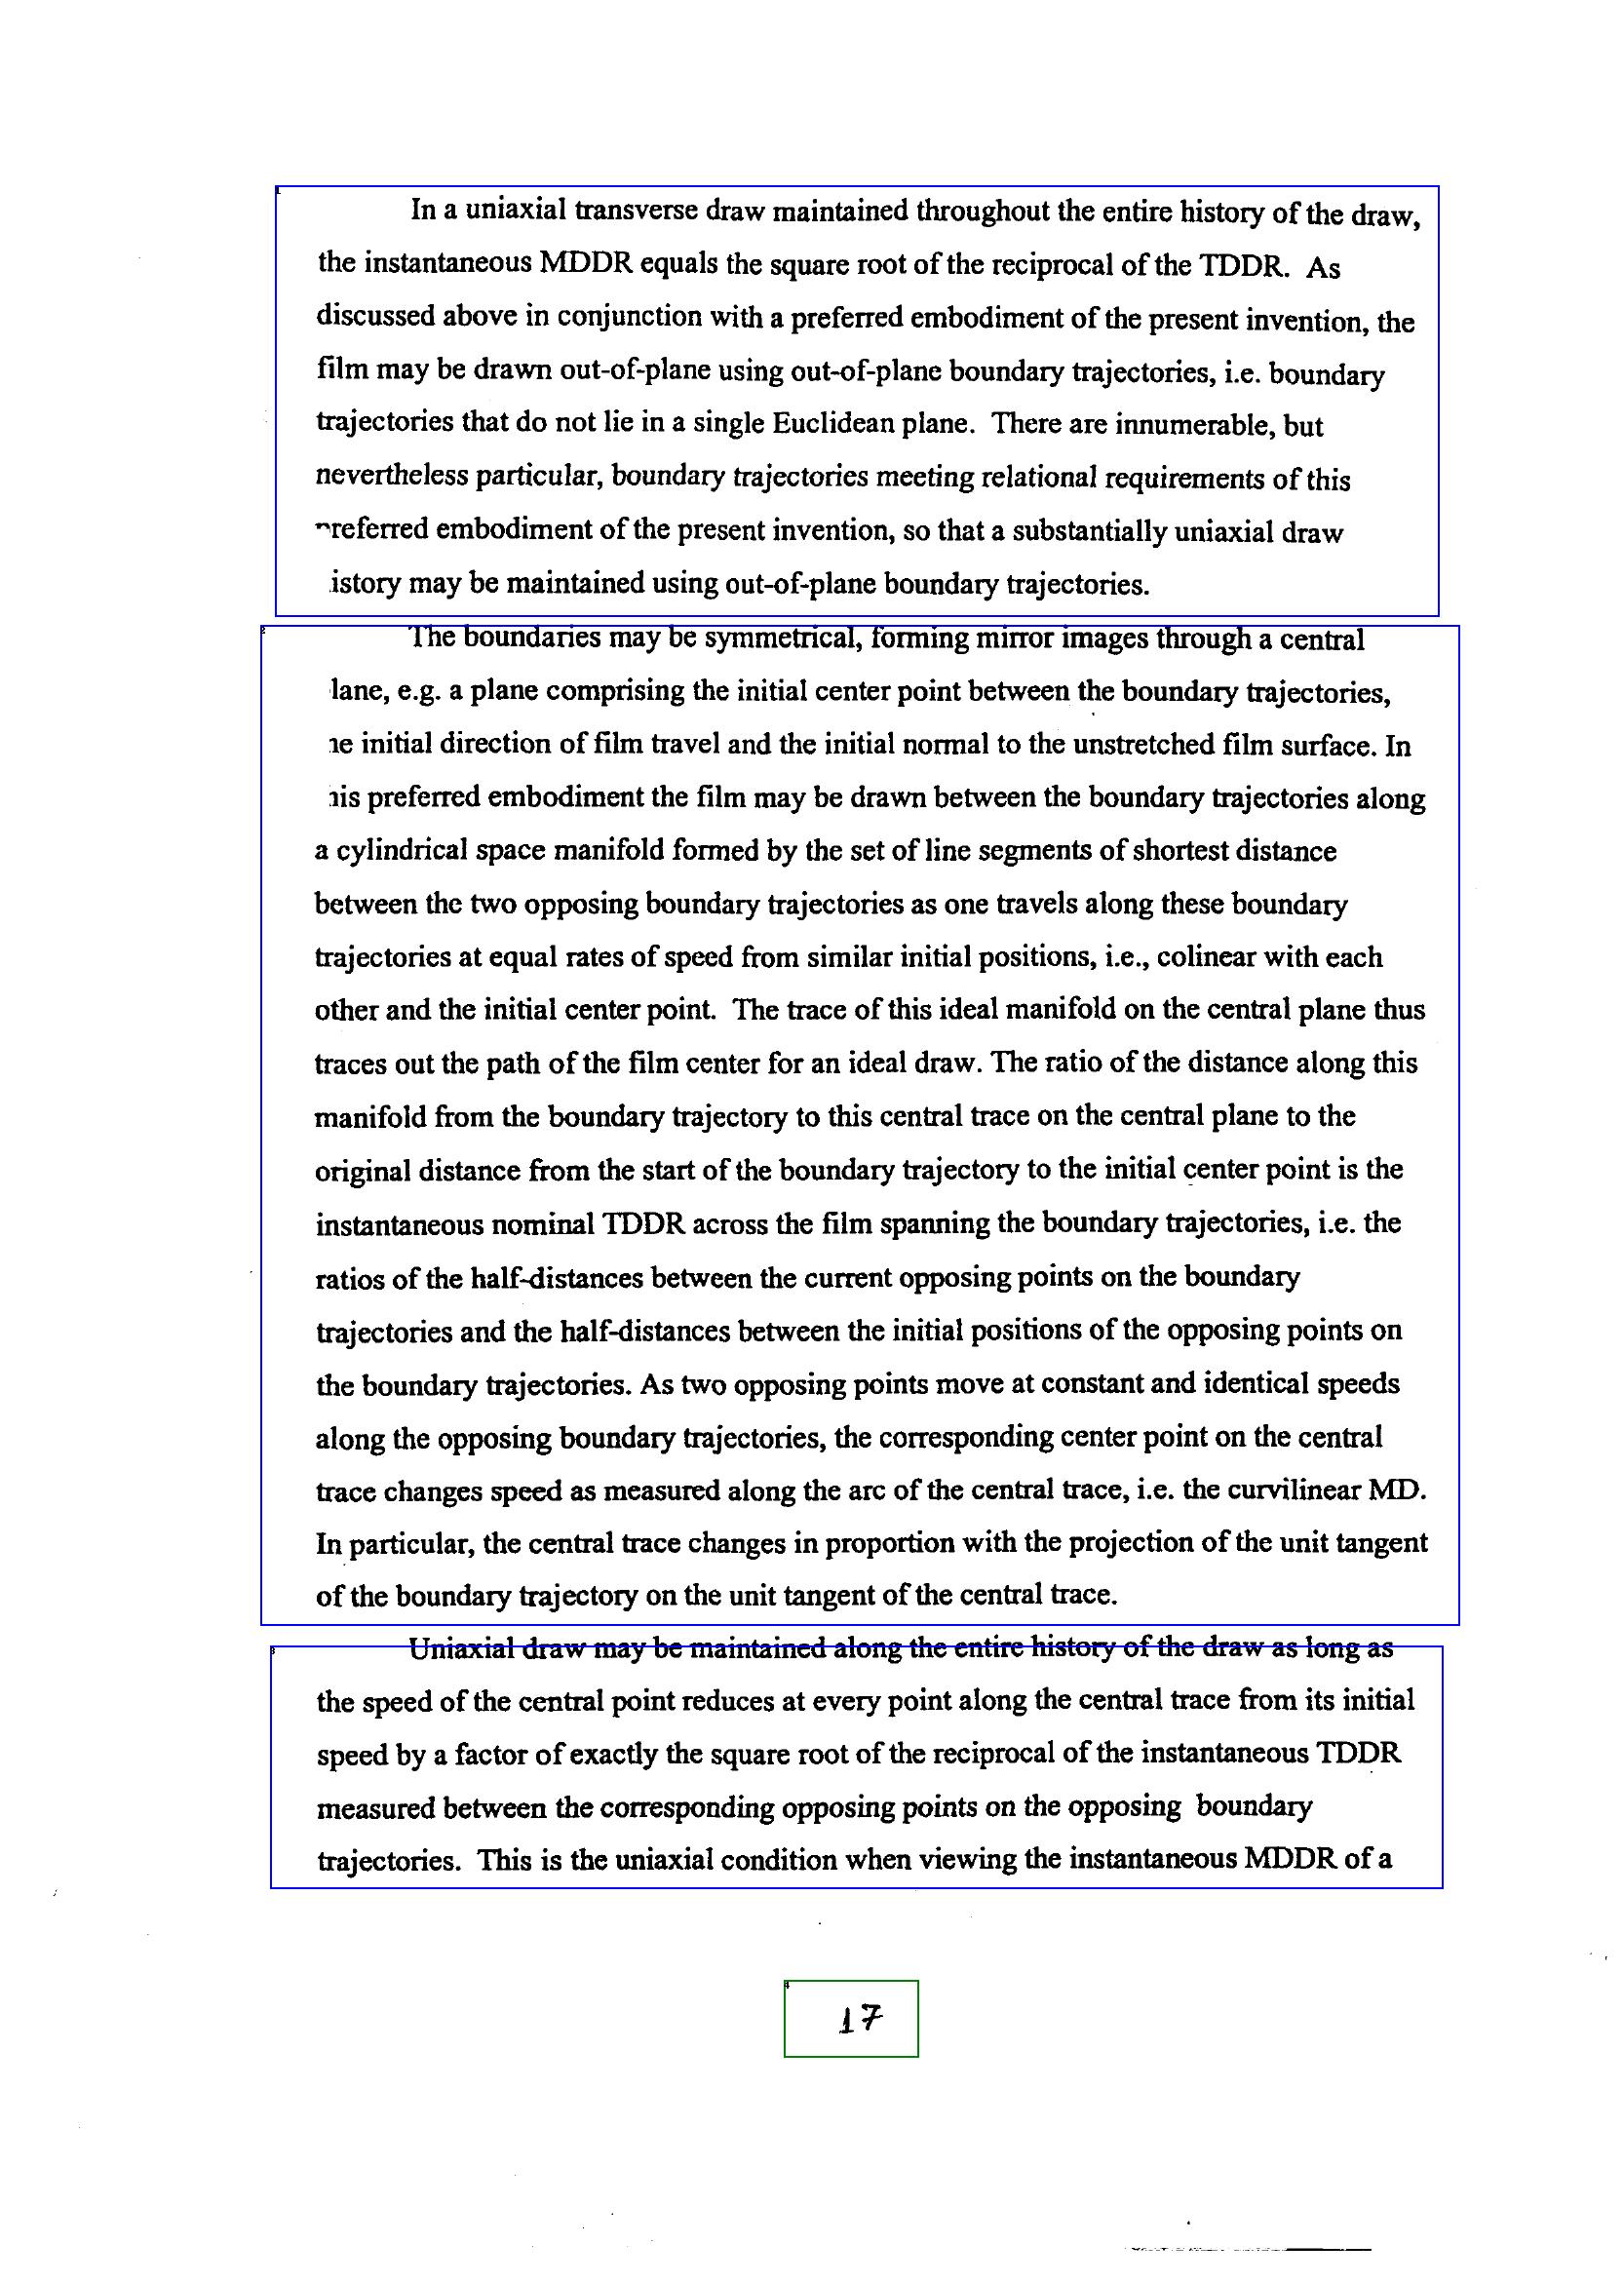 In a uniaxial transverse draw maintained throughout the entire history of the draw,
the instantaneous MDDR equals the square root of the reciprocal of the TDDR. As
discussed above in conjunction with a preferred embodiment of the present invention, the
film may be drawn out-of-plane using out-of-plane boundary trajectories, i.e. boundary
trajectories that do not lie in a single Euclidean plane. There are innumerable, but
nevertheless particular, boundary trajectories meeting relational requirements of this
referred embodiment of the present invention, so that a substantially uniaxial draw
istory may be maintained using out-of-plane boundary trajectories.
The boundaries may be symmetrical, forming mirror images through a central
lane, e.g. a plane comprising the initial center point between the boundary trajectories,
e initial direction of film travel and the initial normal to the unstretched film surface. In
is preferred embodiment the film may be drawn between the boundary trajectories along
a cylindrical space manifold formed by the set of line segments of shortest distance
between the two opposing boundary trajectories as one travels along these boundary
trajectories at equal rates of speed from similar initial positions, i.e., colinear with each
other and the initial center point. The trace of this ideal manifold on the central plane thus
traces out the path of the film center for an ideal draw. The ratio of the distance along this
manifold from the boundary trajectory to this central trace on the central plane to the
original distance from the start of the boundary trajectory to the initial center point is the
instantaneous nominal TDDR across the film spanning the boundary trajectories, i.e. the
ratios of the half-distances between the current opposing points on the boundary
trajectories and the half-distances between the initial positions of the opposing points on
the boundary trajectories. As two opposing points move at constant and identical speeds
along the opposing boundary trajectories, the corresponding center point on the central
trace changes speed as measured along the arc of the central trace, i.e. the curvilinear MD.
In particular, the central trace changes in proportion with the projection of the unit tangent
of the boundary trajectory on the unit tangent of the central trace.
Uniaxial draw may be maintained along the entire history of the draw as long as
the speed of the central point reduces at every point along the central trace from its initial
speed by a factor of exactly the square root of the reciprocal of the instantaneous TDDR
measured between the corresponding opposing points on the opposing boundary
trajectories. This is the uniaxial condition when viewing the instantaneous MDDR of a
17